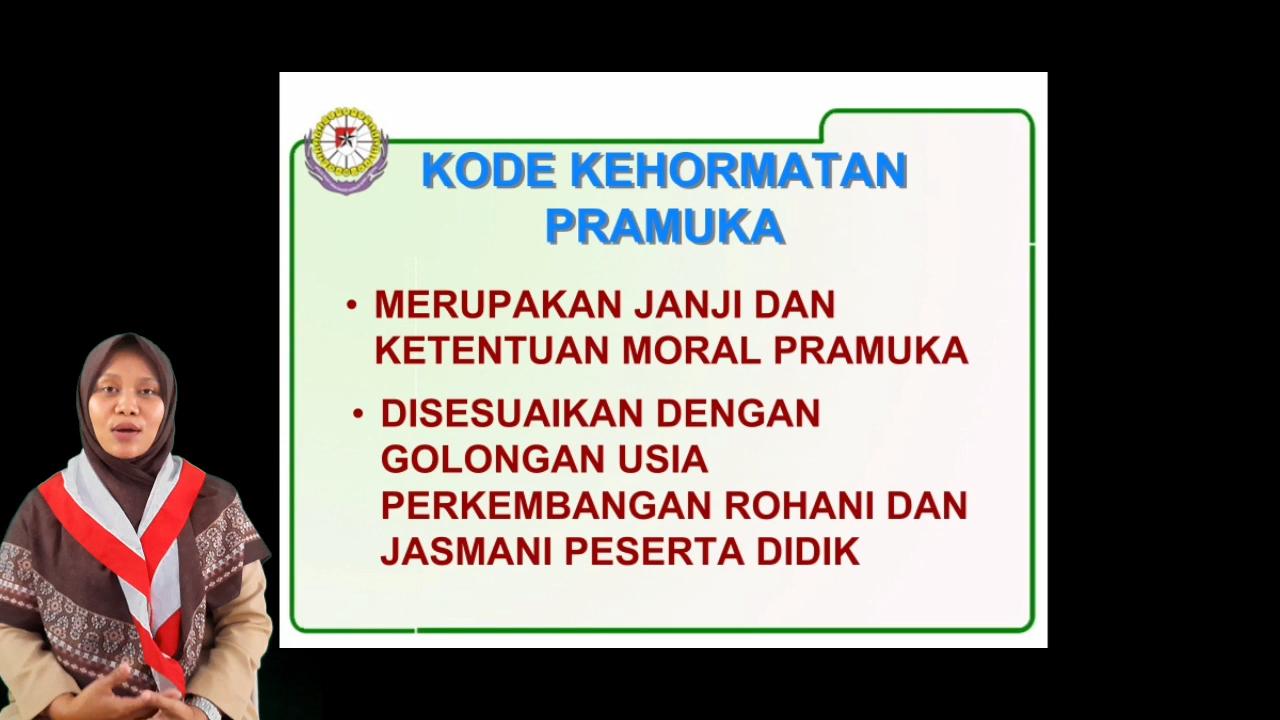 KODE KEHORMATAN
PRAMUKA
• MERUPAKAN JANJI DAN
KETENTUAN MORAL PRAMUKA
• DISESUAIKAN DENGAN
GOLONGAN USIA
PERKEMBANGAN ROHANI DAN
JASMANI PESERTA DIDIK